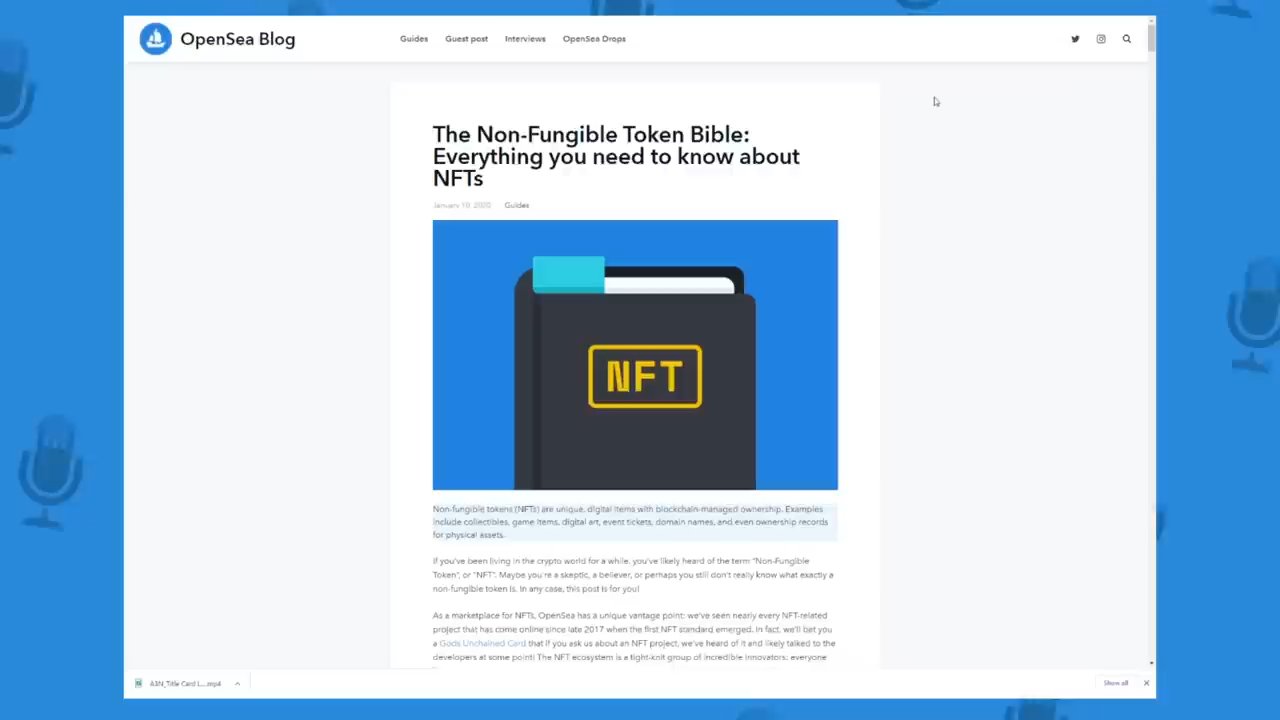 OpenSea Blog
Guides
Guest post
Interviews
OpenSea Drops
The Non-Fungible Token Bible:
Everything you need to know about
NFTs
January 10, 2020
Guides
NFT
Non-fungible tokens (NFTs) are unique, digital items with blockchain-managed ownership. Examples
include collectibles, game items, digital art, event tickets, domain names, and even ownership records
for physical assets.
If you've been living in the crypto world for a while, you've likely heard of the term "Non-Fungible
Token", or "NFT". Maybe you're a skeptic, a believer, or perhaps you still don't really know what exactly a
non-fungible token is. In any case, this post is for you!
As a marketplace for NFTs, OpenSea has a unique vantage point: we've seen nearly every NFT-related
project that has come online since late 2017 when the first NFT standard emerged. In fact, we'll bet you
a Gods Unchained Card that if you ask us about an NFT project, we've heard of it and likely talked to the
developers at some point! The NFT ecosystem is a tight-knit group of incredible innovators: everyone
A3N_Title Card L....mp4
Show all